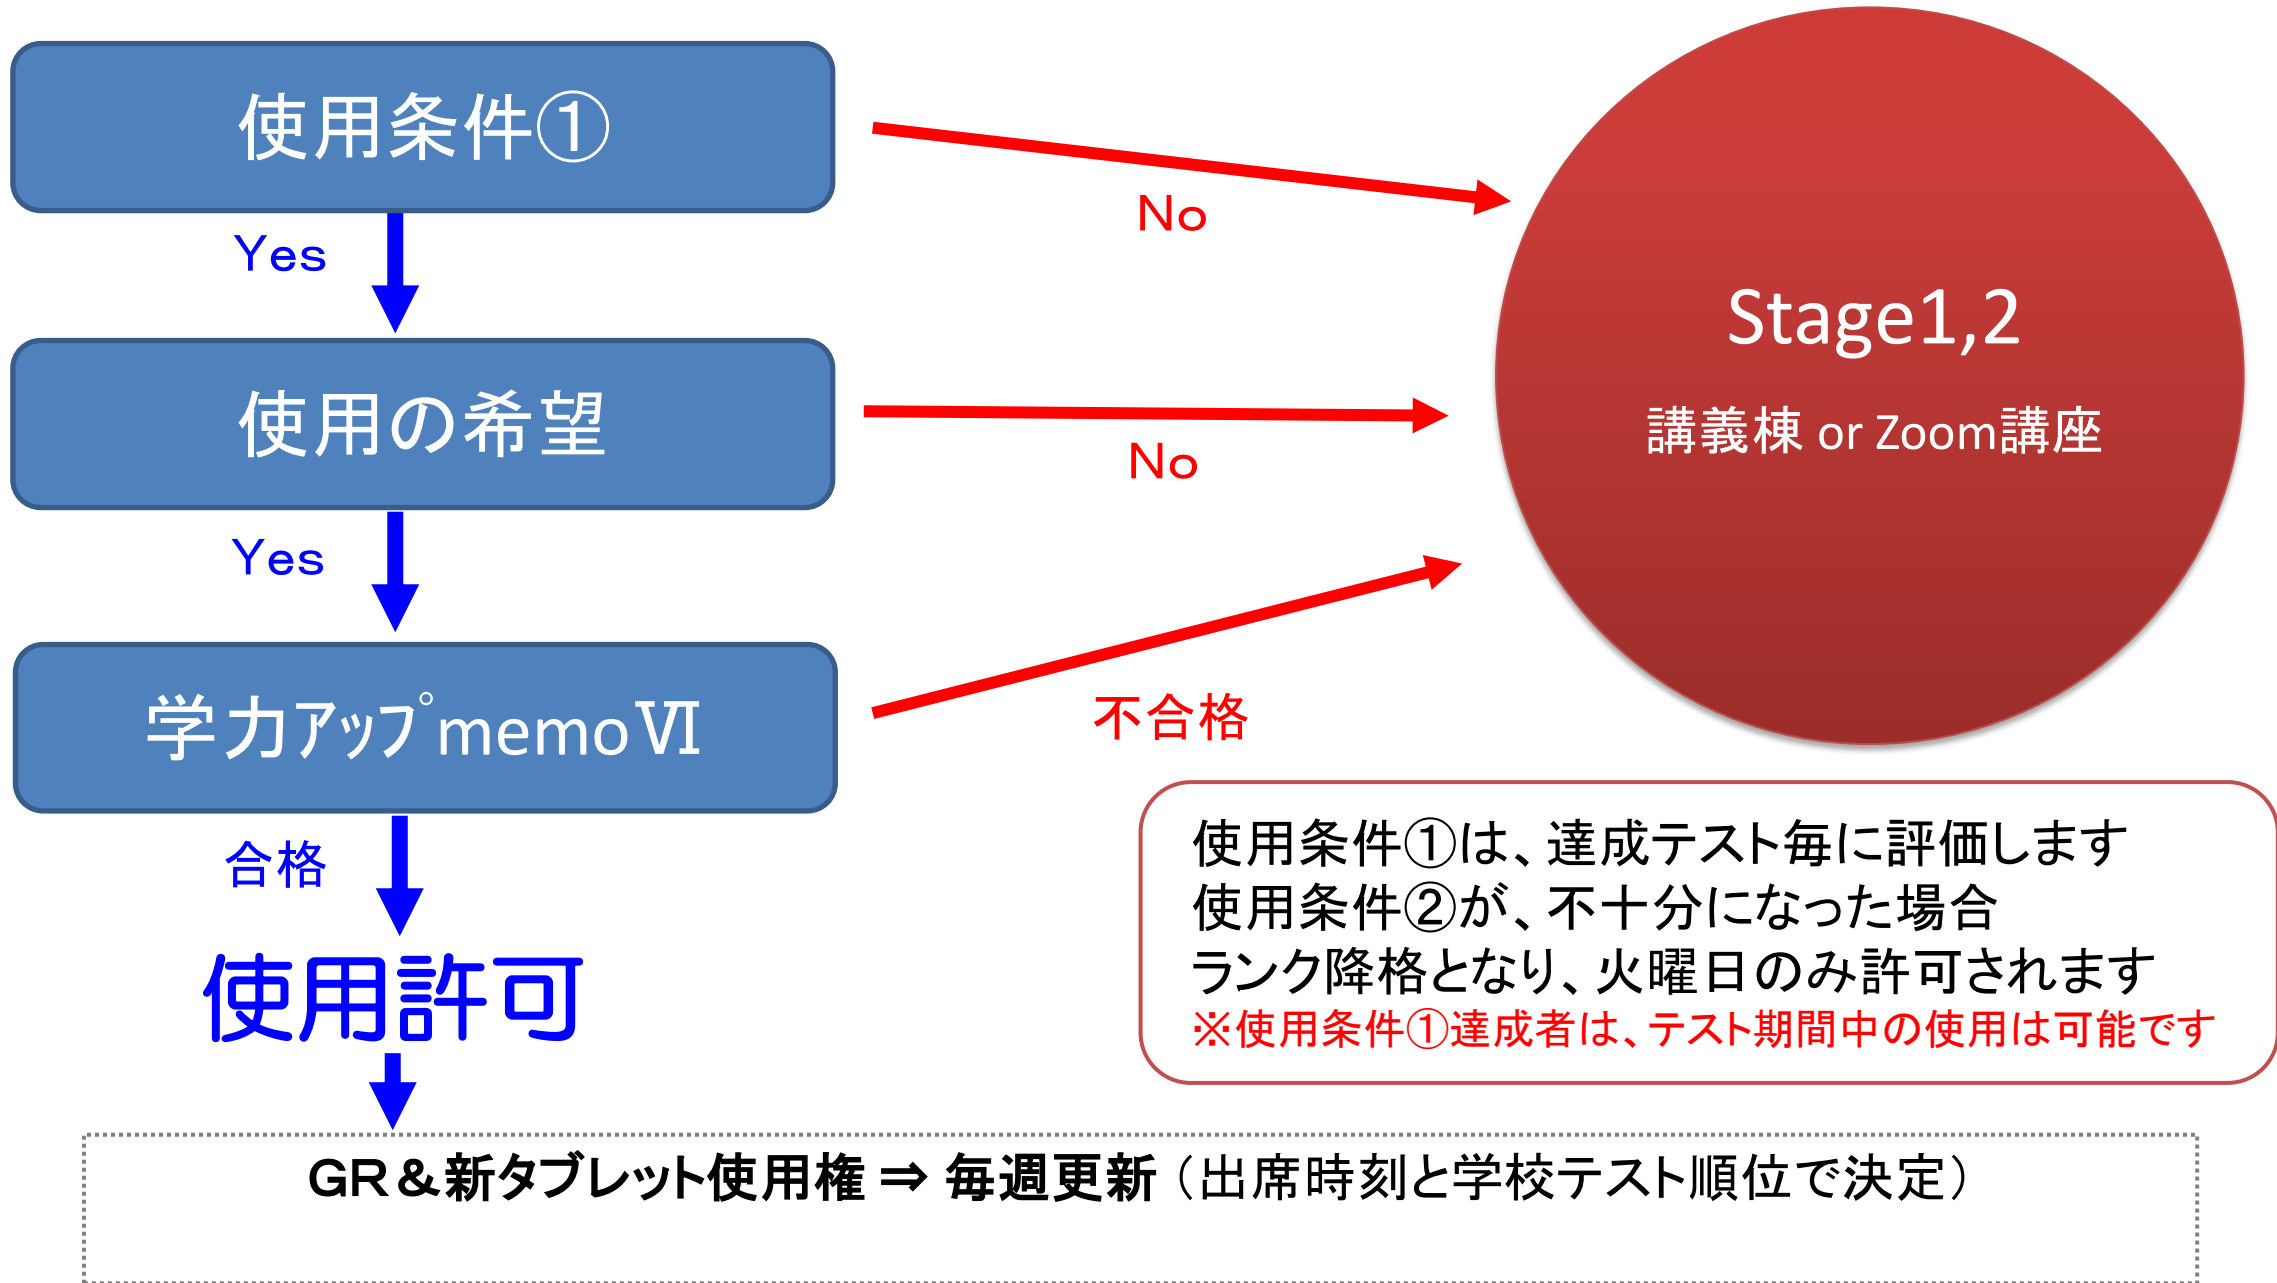 使用条件①
No
Yes
使用の希望
No
Yes
学力ｱｯﾌﾟmemoⅥ
不合格
合格
使用許可
Stage1,2
講義棟 or Zoom講座
使用条件①は、達成テスト毎に評価します
使用条件②が、不十分になった場合
ランク降格となり、火曜日のみ許可されます
※使用条件①達成者は、テスト期間中の使用は可能です
GR＆新タブレット使用権 ⇒ 毎週更新（出席時刻と学校テスト順位で決定）